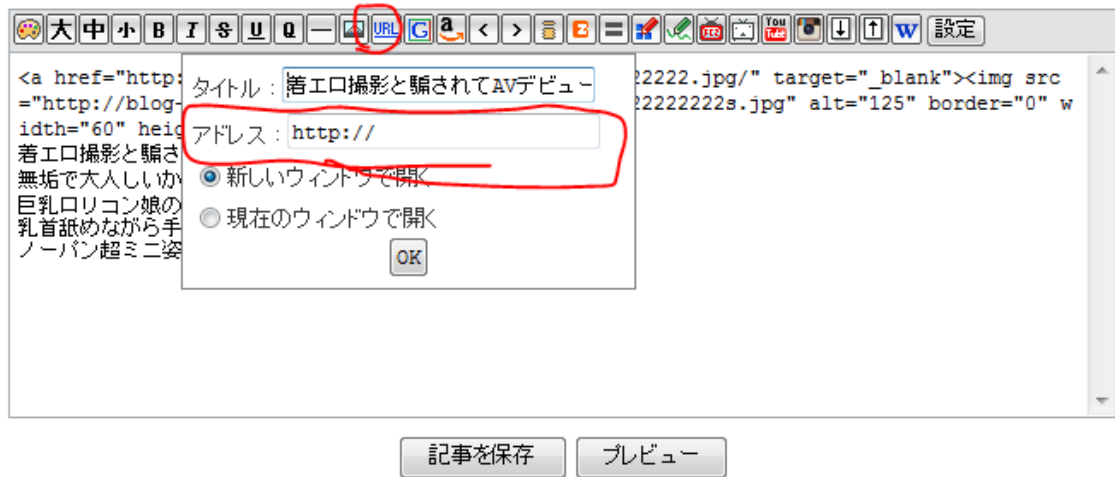 大 中 小 B I S U Q URL G a < > E = You Tube W 設定
<a href="http: 22222.jpg/" target="_blank"><img src
="http://blog- 22222222s.jpg" alt="125" border="0" w
idth="60" heig
着エロ撮影と騙さ
無垢で大人しいか
巨乳ロリコン娘の
乳首舐めながら手
ノーパン超ミニ姿
タイトル : 着エロ撮影と騙されてAVデビュー
アドレス : http://
新しいウィンドウで開く
現在のウィンドウで開く
OK
記事を保存 プレビュー